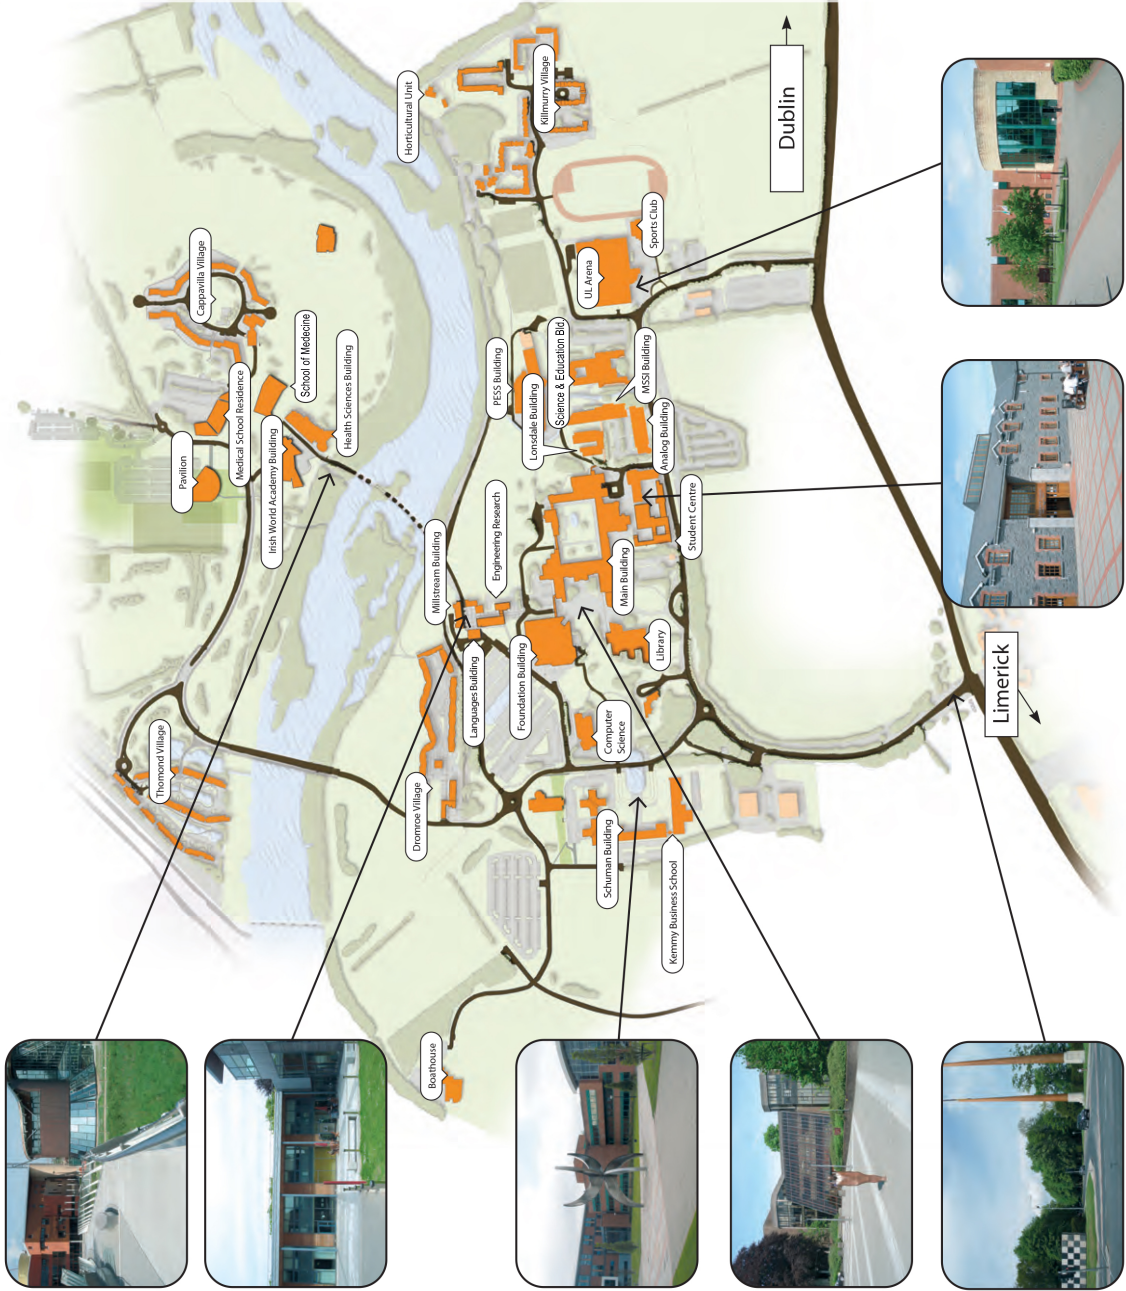 Horticultural Unit
Killmurry Village
Dublin
Cappavilla Village
Sports Club
UL Arena
School of Medecine
Health Sciences Building
PESS Building
Science & Education Bld.
MSSI Building
Lonsdale Building
Analog Building
Medical School Residence
Pavilion
Irish World Academy Building
Student Centre
Engineering Research
Millstream Building
Main Building
Library
Languages Building
Foundation Building
Computer
Science
Limerick
Thomond Village
Dromroe Village
Schuman Building
Kemmy Business School
Boathouse